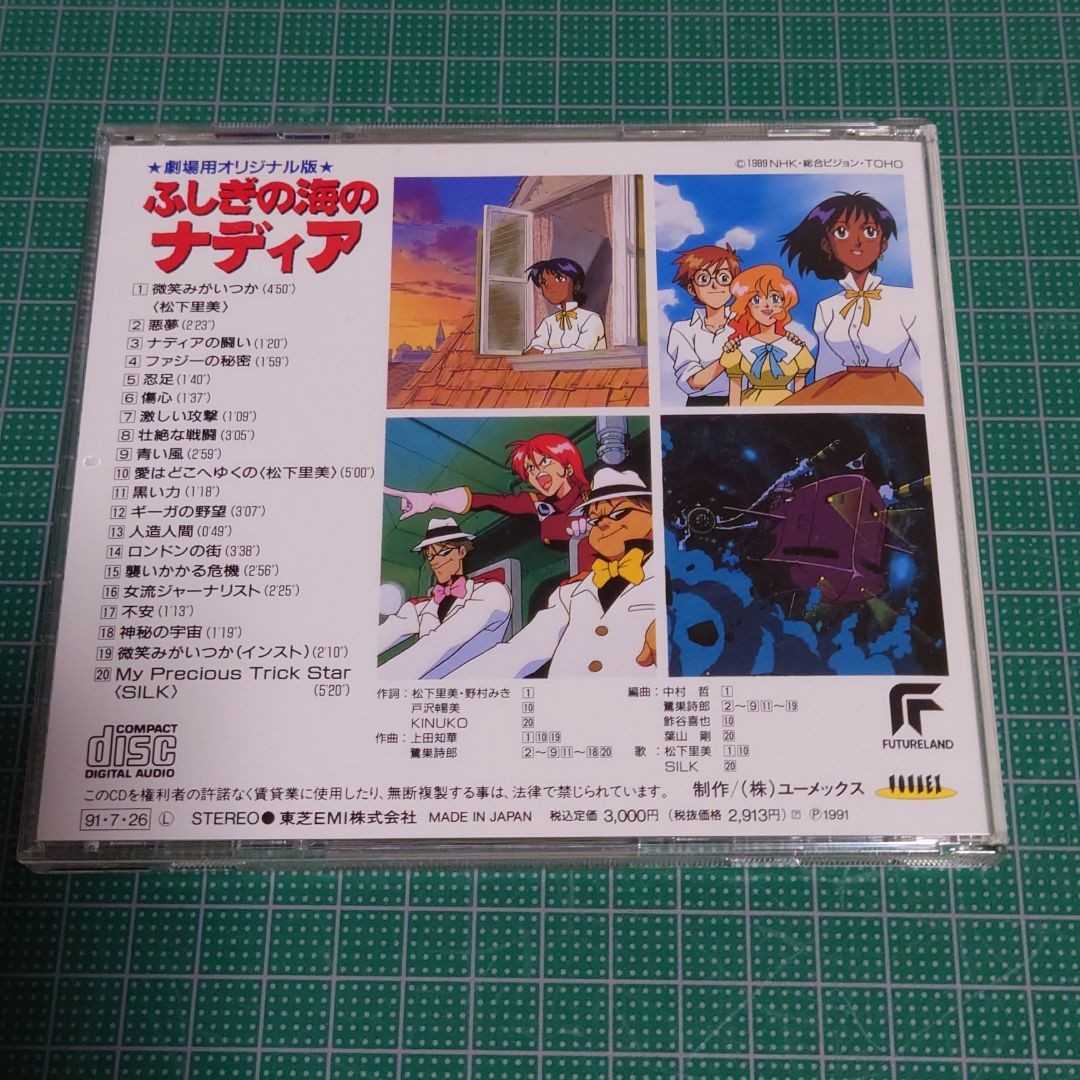 ★劇場用オリジナル版★
ふしぎの海の
ナディア
©1989 NHK・総合ビジョン・TOHO
1 微笑みがいつか(4'50")
〈松下里美〉
2 悪夢(2'23")
3 ナディアの闘い(1'20")
4 ファジーの秘密(1'59")
5 忍足(1'40")
6 傷心(1'37")
7 激しい攻撃(1'09")
8 壮絶な戦闘(3'05")
9 青い風(2'59")
10 愛はどこへゆくの〈松下里美〉(5'00")
11 黒い力(1'18")
12 ギーガの野望(3'07")
13 人造人間(0'49")
14 ロンドンの街(3'38")
15 襲いかかる危機(2'56")
16 女流ジャーナリスト(2'25")
17 不安(1'13")
18 神秘の宇宙(1'19")
19 微笑みがいつか(インスト)(2'10")
20 My Precious Trick Star
〈SILK〉 (5'20")
作詞：松下里美・野村みき 1
戸沢暢美 10
KINUKO 20
作曲：上田知華 1 10 19
鷺巣詩郎 2～9 11～18 20
編曲：中村 哲 1
鷺巣詩郎 2～9 11～19
鈴谷喜也 10
葉山 剛 20
歌：松下里美 1 10
SILK 20
FUTURELAND
COMPACT
disc
DIGITAL AUDIO
このCDを権利者の許諾なく賃貸業に使用したり、無断複製する事は、法律で禁じられています。 制作/(株)ユーメックス
91・7・26 Ⓛ STEREO● 東芝EMI株式会社 MADE IN JAPAN 税込定価 3,000円 (税抜価格 2,913円) ℗1991